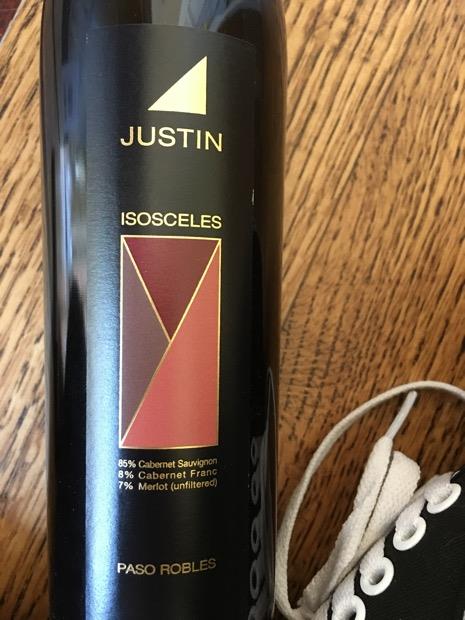 JUSTIN
ISOSCELES
85% Cabernet Sauvignon
8% Cabernet Franc
7% Merlot (unfiltered)
PASO ROBLES